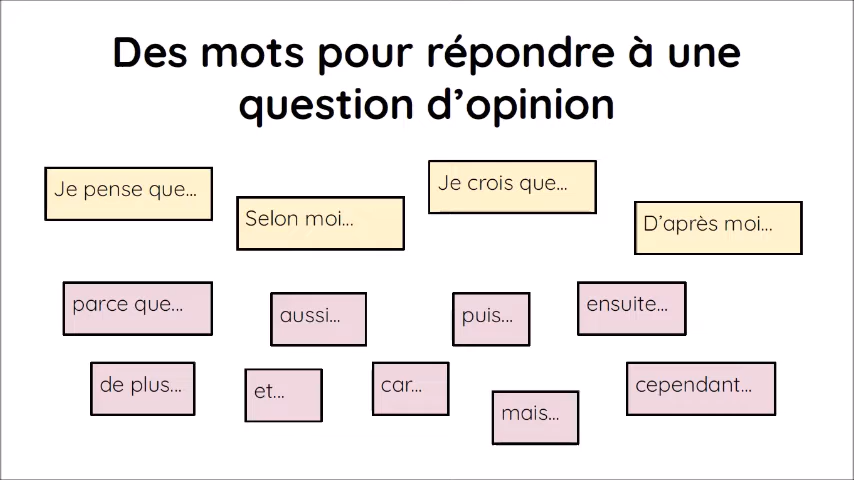 Des mots pour répondre à une
question d’opinion
Je pense que...
Selon moi...
Je crois que...
D’après moi...
parce que...
aussi...
puis...
ensuite...
de plus...
et...
car...
mais...
cependant...